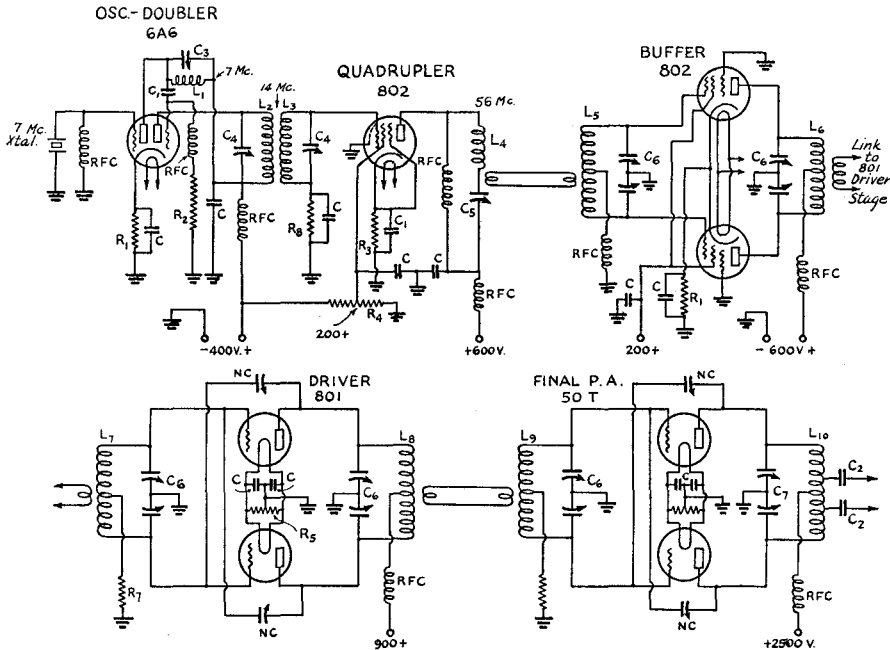 OSC.-DOUBLER
6A6
C3
7 Mc.
C1
L1
7 Mc.
Xtal.
RFC
RFC
R1
C
R2
C
C4
RFC
14 Mc.
L2
L3
C4
R8
C
QUADRUPLER
802
56 Mc.
L4
C5
R3
C1
C
C
RFC
R4
200+
-400V.+
+600V.
BUFFER
802
L5
C6
RFC
C6
L6
Link to 801 Driver Stage
RFC
C
C
R1
200+
- 600V +
DRIVER
801
NC
L7
C6
R7
C
C
R5
C6
L8
RFC
NC
900+
FINAL P.A.
50 T
NC
L9
C6
C7
L10
C2
C2
RFC
NC
+2500 V.